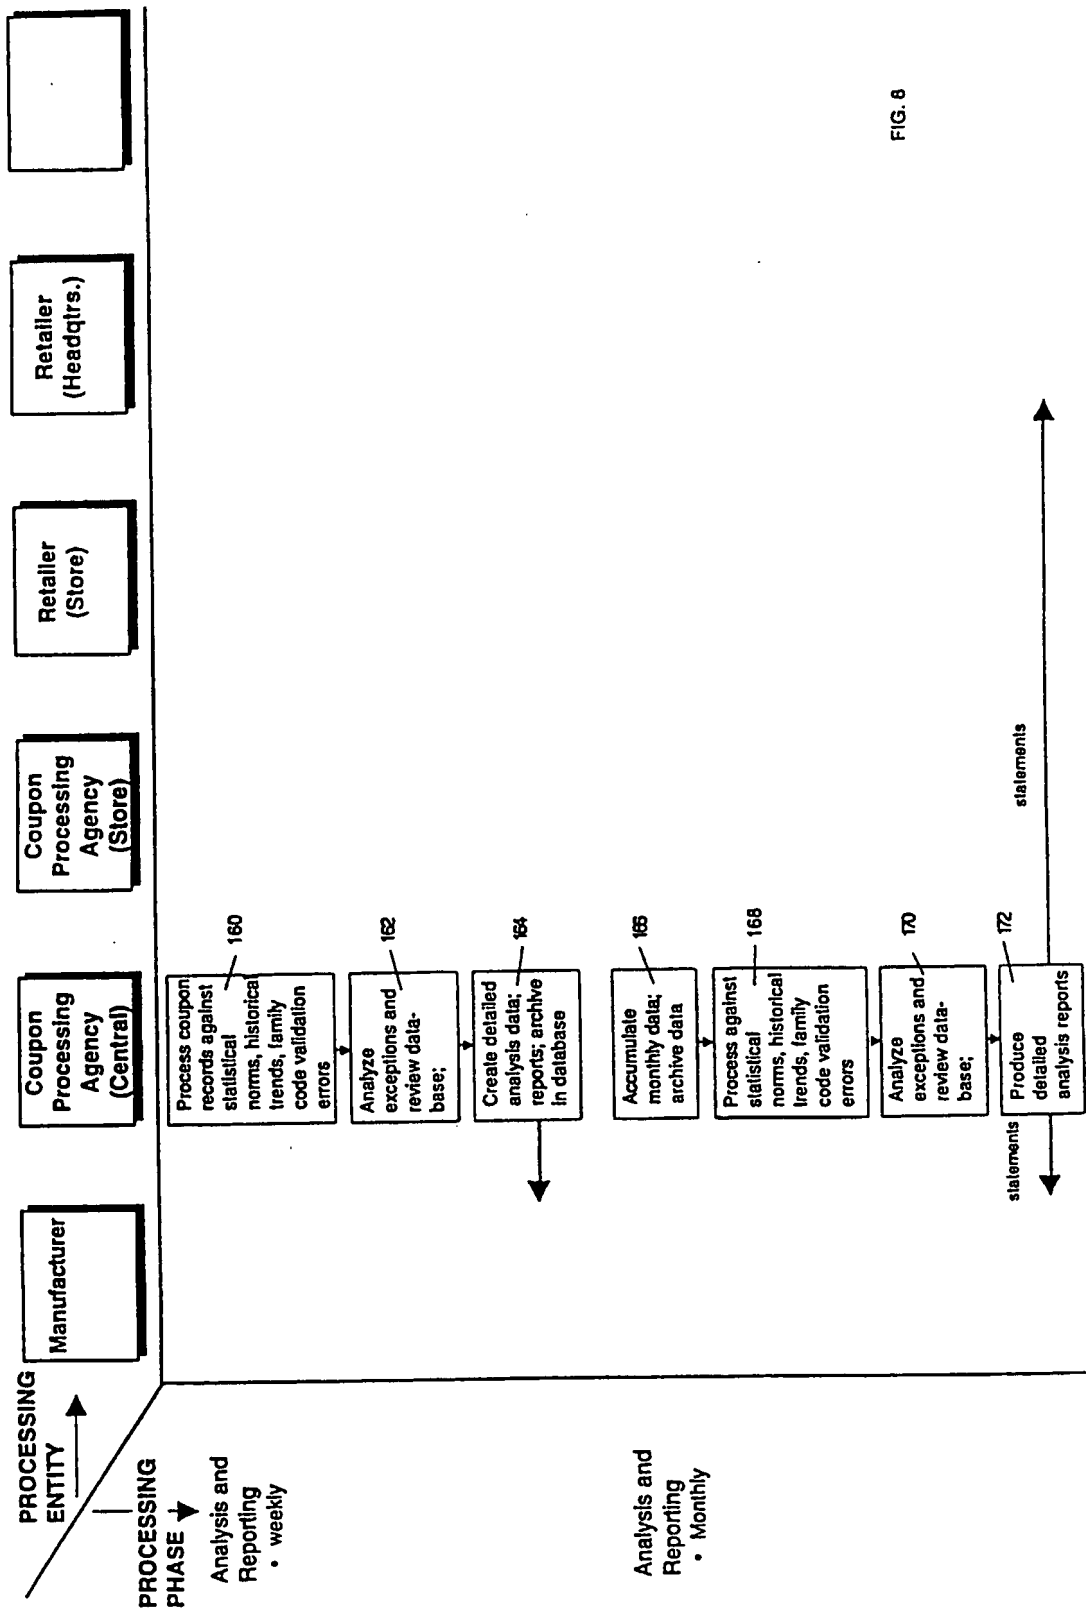 PROCESSING
ENTITY
PROCESSING
PHASE
Manufacturer
Coupon
Processing
Agency
(Central)
Coupon
Processing
Agency
(Store)
Retailer
(Store)
Retailer
(Headqtrs.)
Analysis and
Reporting
• weekly
Process coupon
records against
statistical
norms, historical
trends, family
code validation
errors
160
Analyze
exceptions and
review data-
base;
162
Create detailed
analysis data;
reports; archive
in database
164
Analysis and
Reporting
• Monthly
Accumulate
monthly data;
archive data
166
Process against
statistical
norms, historical
trends, family
code validation
errors
168
Analyze
exceptions and
review data-
base;
170
Produce
detailed
analysis reports
172
statements
statements
FIG. 8